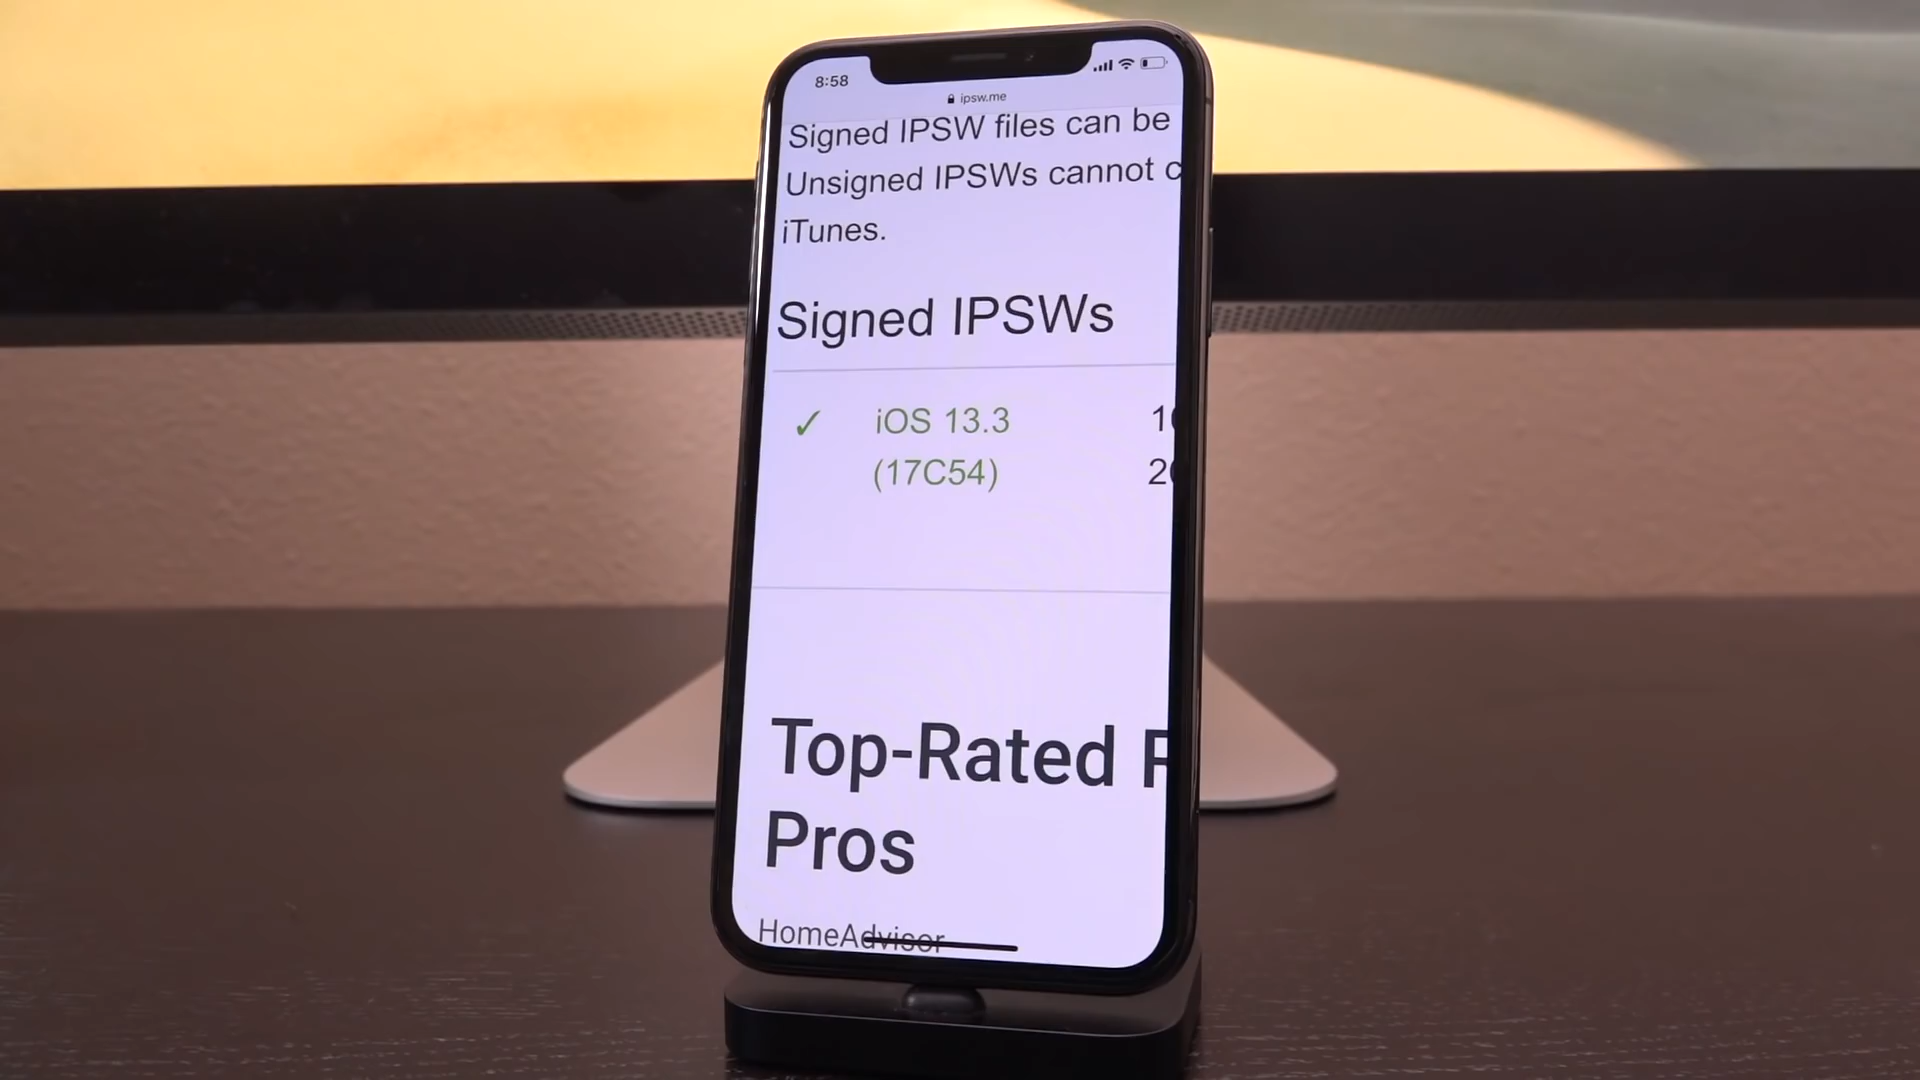 8:58
ipsw.me
Signed IPSW files can be
Unsigned IPSWs cannot
iTunes.
Signed IPSWs
✓ iOS 13.3
(17C54)
Top-Rated
Pros
HomeAdvisor